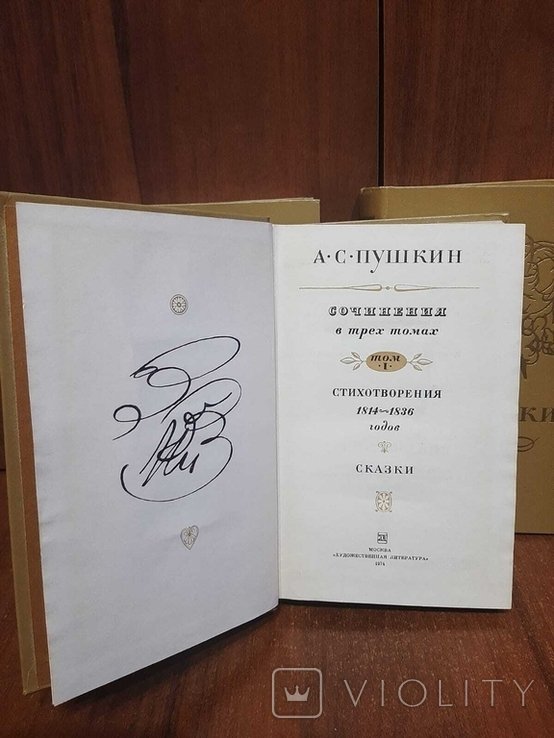 А·С·ПУШКИН
СОЧИНЕНИЯ
в трех томах
том
·I·
СТИХОТВОРЕНИЯ
1814—1836
годов
СКАЗКИ
МОСКВА
«ХУДОЖЕСТВЕННАЯ ЛИТЕРАТУРА»
1974
VIOLITY